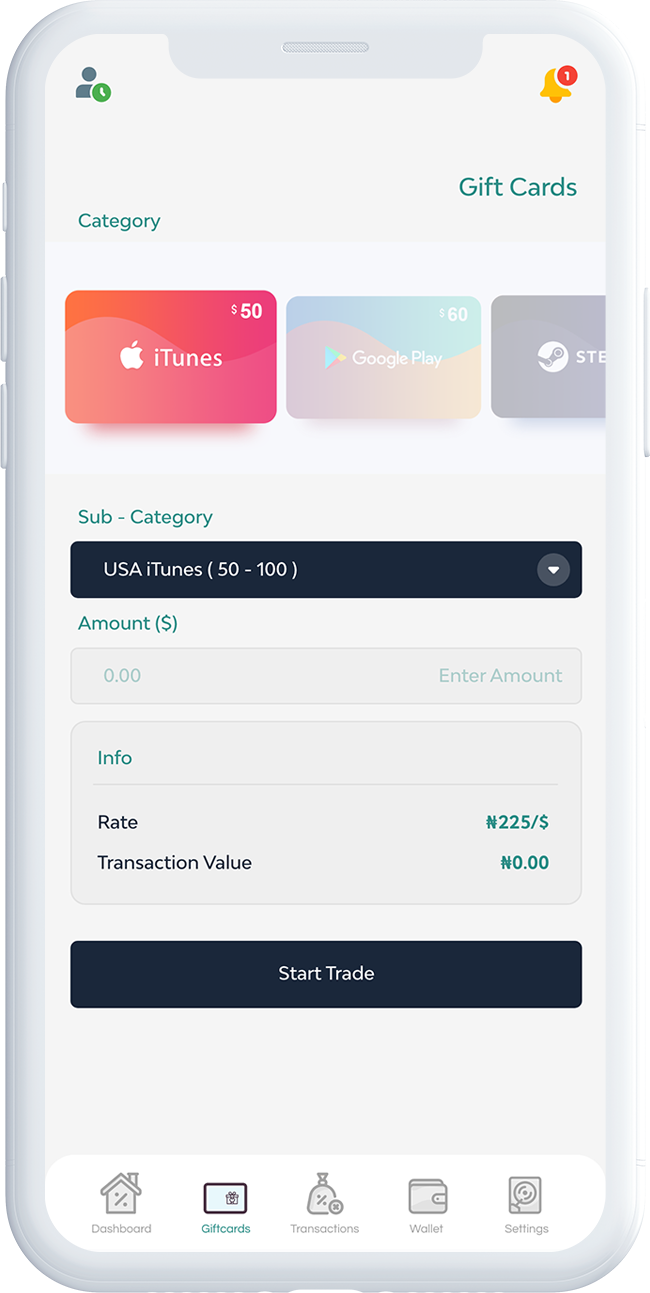 1
Gift Cards
Category
$ 50
iTunes
$ 60
Google Play
STE
Sub - Category
USA iTunes ( 50 - 100 )
Amount ($)
0.00 Enter Amount
Info
Rate ₦225/$
Transaction Value ₦0.00
Start Trade
Dashboard Giftcards Transactions Wallet Settings